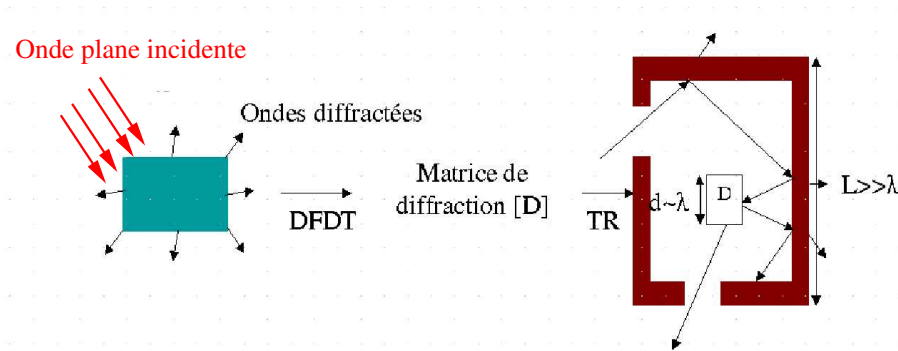 Onde plane incidente
Ondes diffractées
DFDT
Matrice de
diffraction [D]
TR
d~λ
D
L>>λ